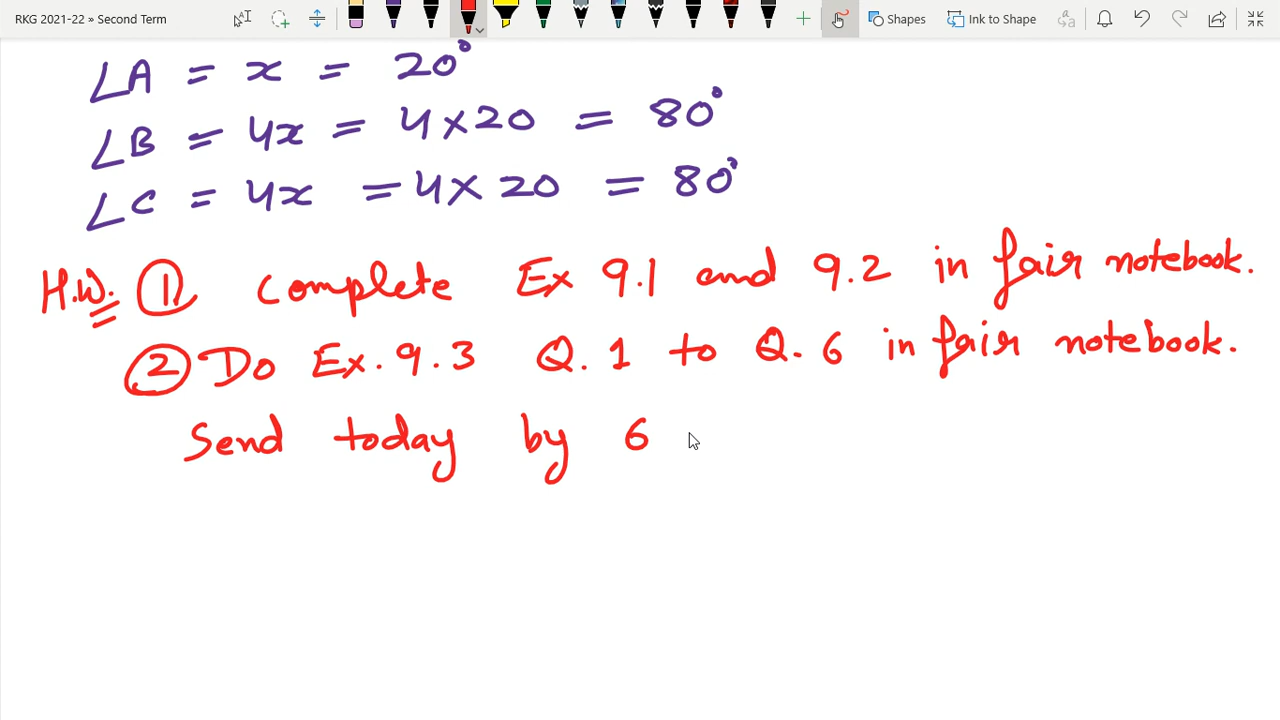 RKG 2021-22 » Second Term
Shapes
Ink to Shape
∠A = x = 20°
∠B = 4x = 4×20 = 80°
∠C = 4x = 4× 20 = 80°
H.W. ① Complete Ex 9.1 and 9.2 in fair notebook.
② Do Ex. 9.3 Q. 1 to Q. 6 in fair notebook.
Send today by 6